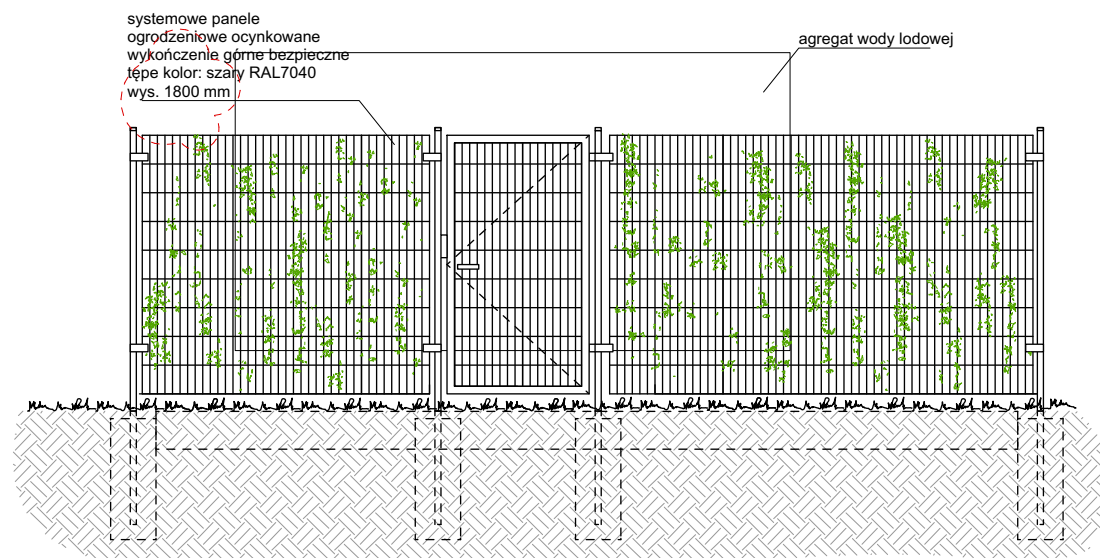 systemowe panele
ogrodzeniowe ocynkowane
wykończenie górne bezpieczne
tępe kolor: szary RAL7040
wys. 1800 mm
agregat wody lodowej